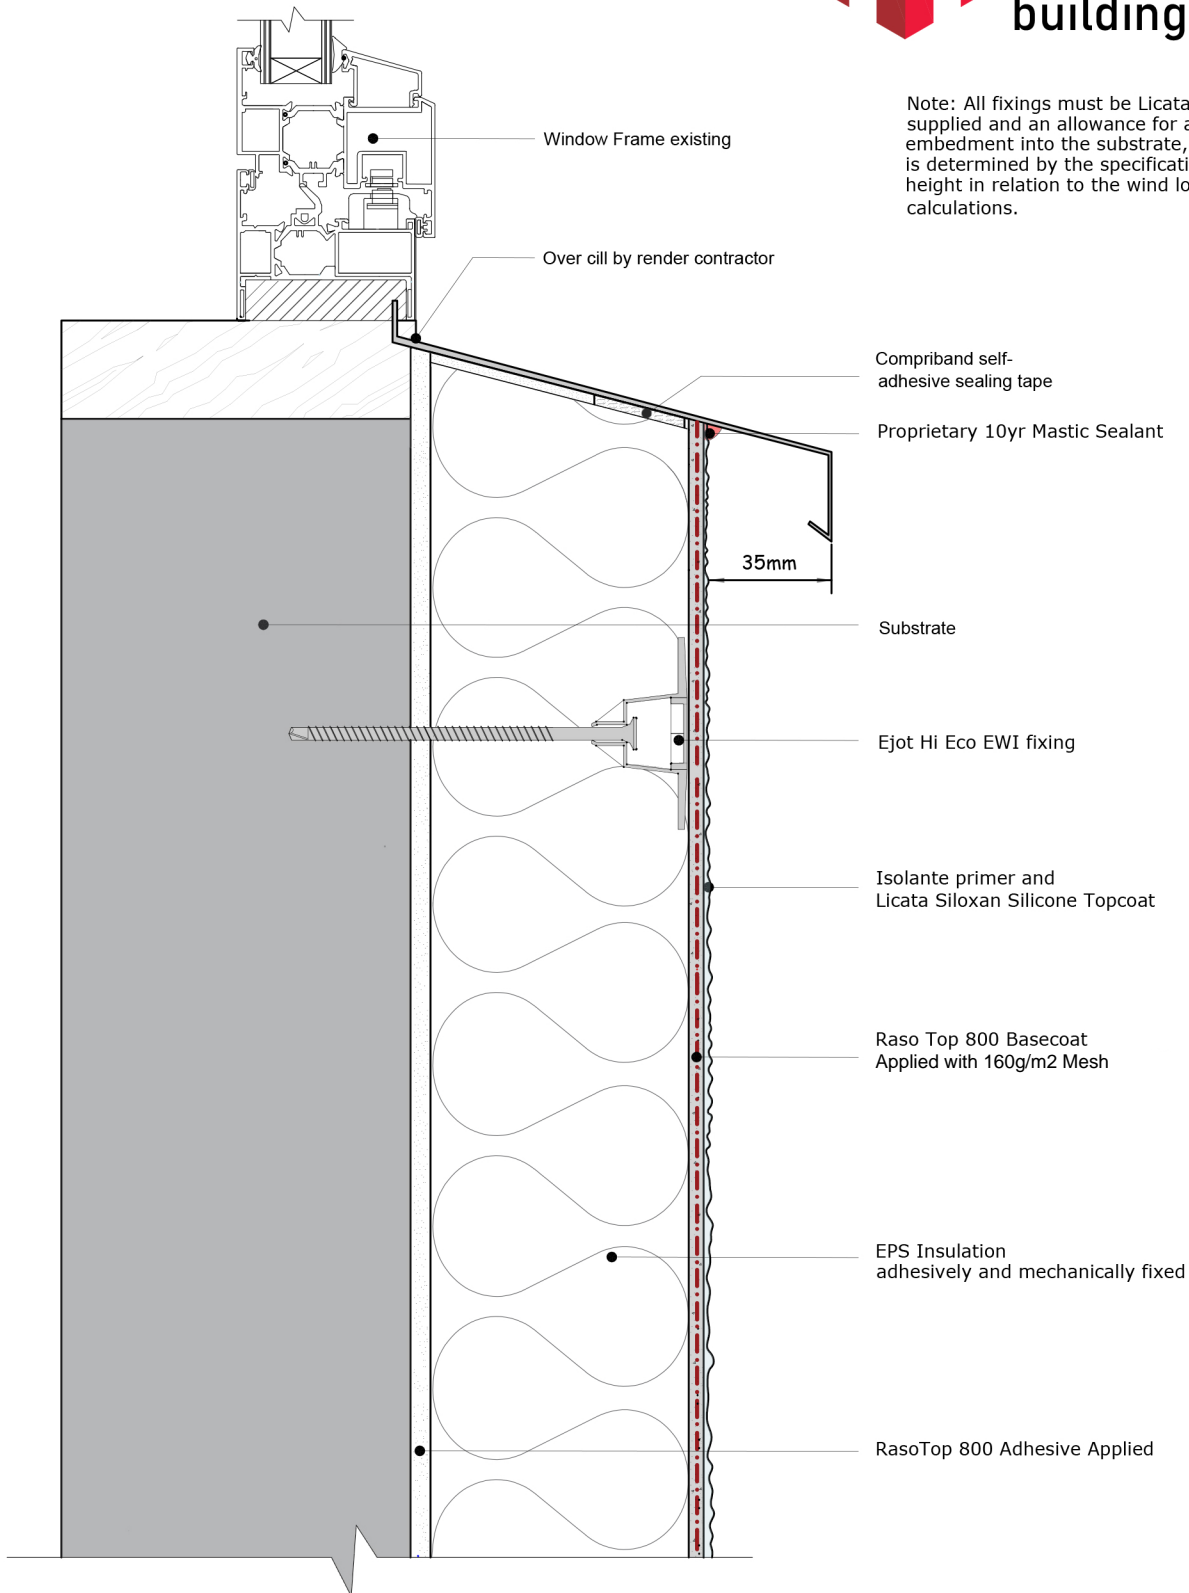 building
Note: All fixings must be Licata
supplied and an allowance for a
embedment into the substrate,
is determined by the specificati
height in relation to the wind lo
calculations.
Window Frame existing
Over cill by render contractor
Compriband self-
adhesive sealing tape
Proprietary 10yr Mastic Sealant
35mm
Substrate
Ejot Hi Eco EWI fixing
Isolante primer and
Licata Siloxan Silicone Topcoat
Raso Top 800 Basecoat
Applied with 160g/m2 Mesh
EPS Insulation
adhesively and mechanically fixed
RasoTop 800 Adhesive Applied